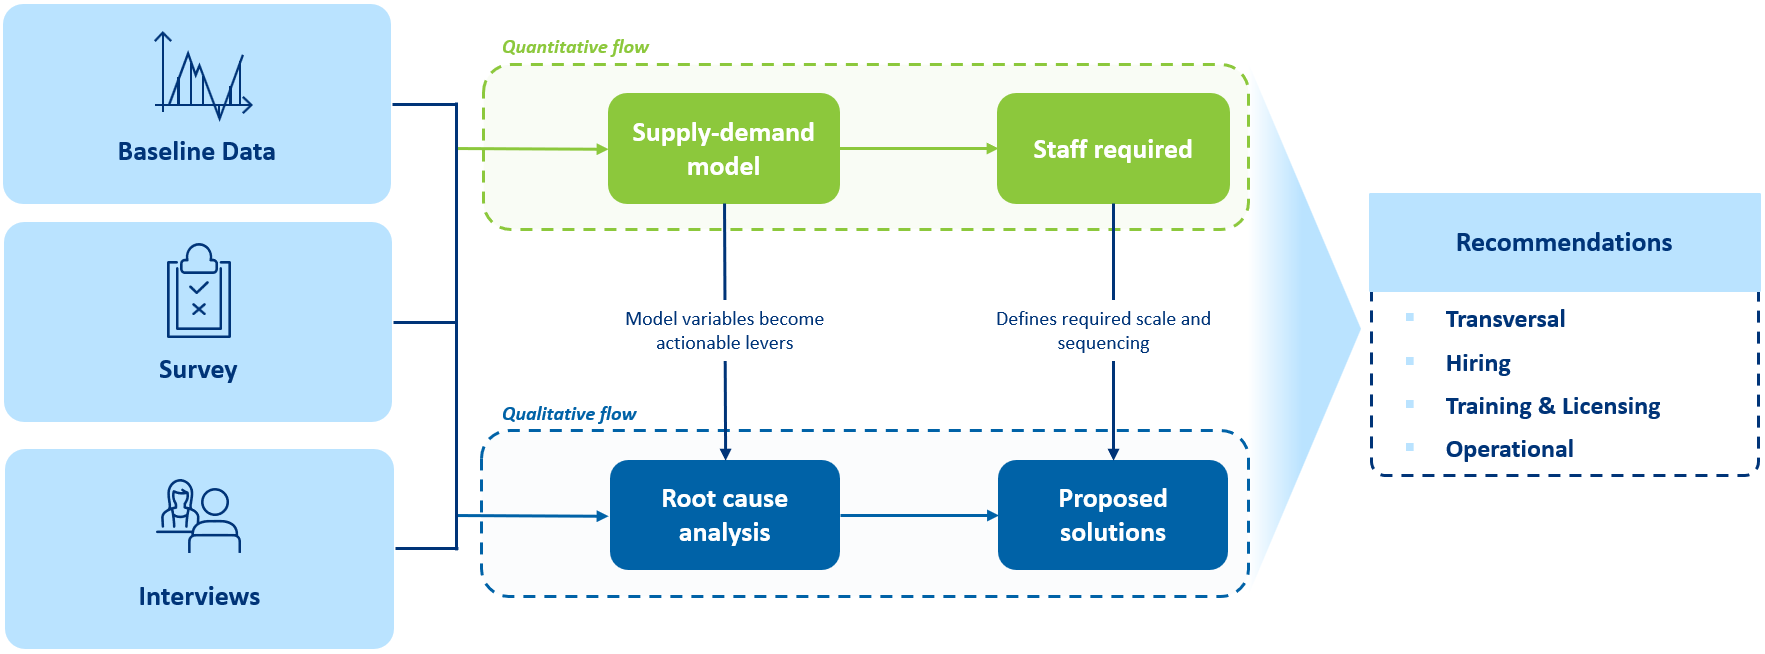 Baseline Data
Survey
Interviews
Quantitative flow
Supply-demand
model
Staff required
Model variables become
actionable levers
Defines required scale and
sequencing
Qualitative flow
Root cause
analysis
Proposed
solutions
Recommendations
Transversal
Hiring
Training & Licensing
Operational